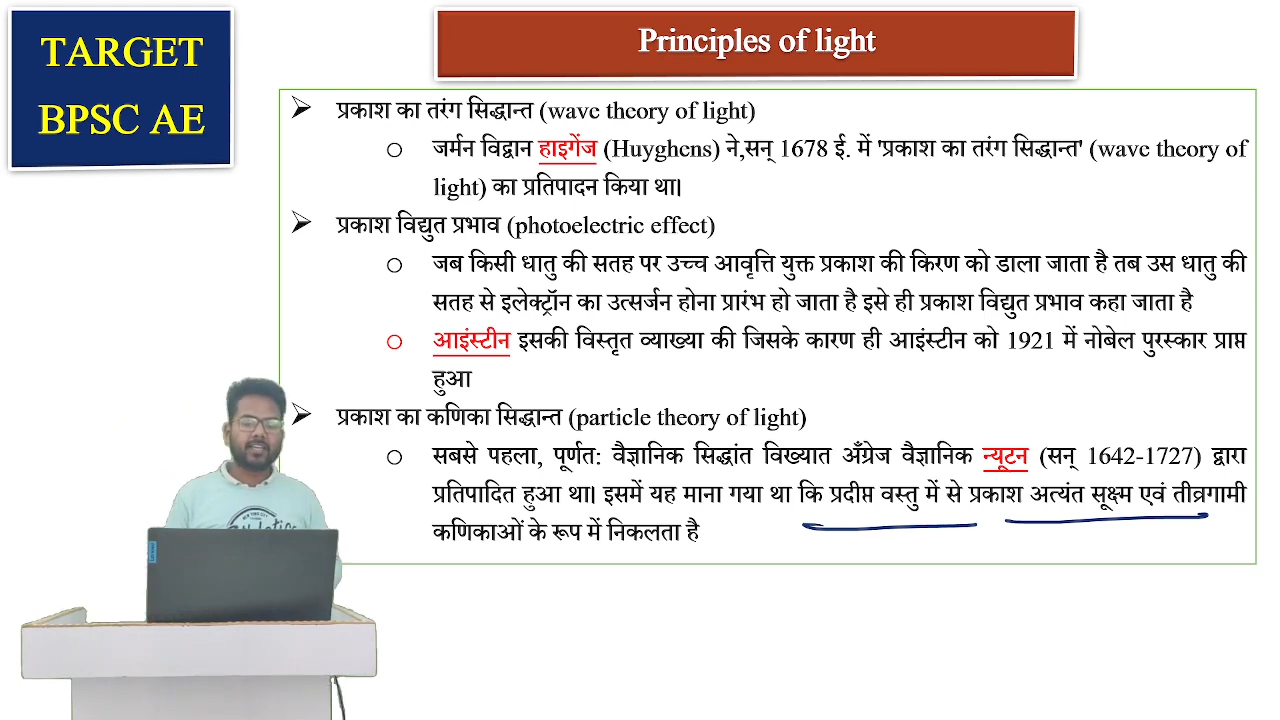 TARGET
BPSC AE
Principles of light
➢ प्रकाश का तरंग सिद्धान्त (wave theory of light)
o जर्मन विद्वान हाइगेंज (Huyghens) ने,सन् 1678 ई. में 'प्रकाश का तरंग सिद्धान्त' (wave theory of
light) का प्रतिपादन किया था।
➢ प्रकाश विद्युत प्रभाव (photoelectric effect)
o जब किसी धातु की सतह पर उच्च आवृत्ति युक्त प्रकाश की किरण को डाला जाता है तब उस धातु की
सतह से इलेक्ट्रॉन का उत्सर्जन होना प्रारंभ हो जाता है इसे ही प्रकाश विद्युत प्रभाव कहा जाता है
o आइंस्टीन इसकी विस्तृत व्याख्या की जिसके कारण ही आइंस्टीन को 1921 में नोबेल पुरस्कार प्राप्त
हुआ
➢ प्रकाश का कणिका सिद्धान्त (particle theory of light)
o सबसे पहला, पूर्णत: वैज्ञानिक सिद्धांत विख्यात अँग्रेज वैज्ञानिक न्यूटन (सन् 1642-1727) द्वारा
प्रतिपादित हुआ था। इसमें यह माना गया था कि प्रदीप्त वस्तु में से प्रकाश अत्यंत सूक्ष्म एवं तीव्रगामी
कणिकाओं के रूप में निकलता है